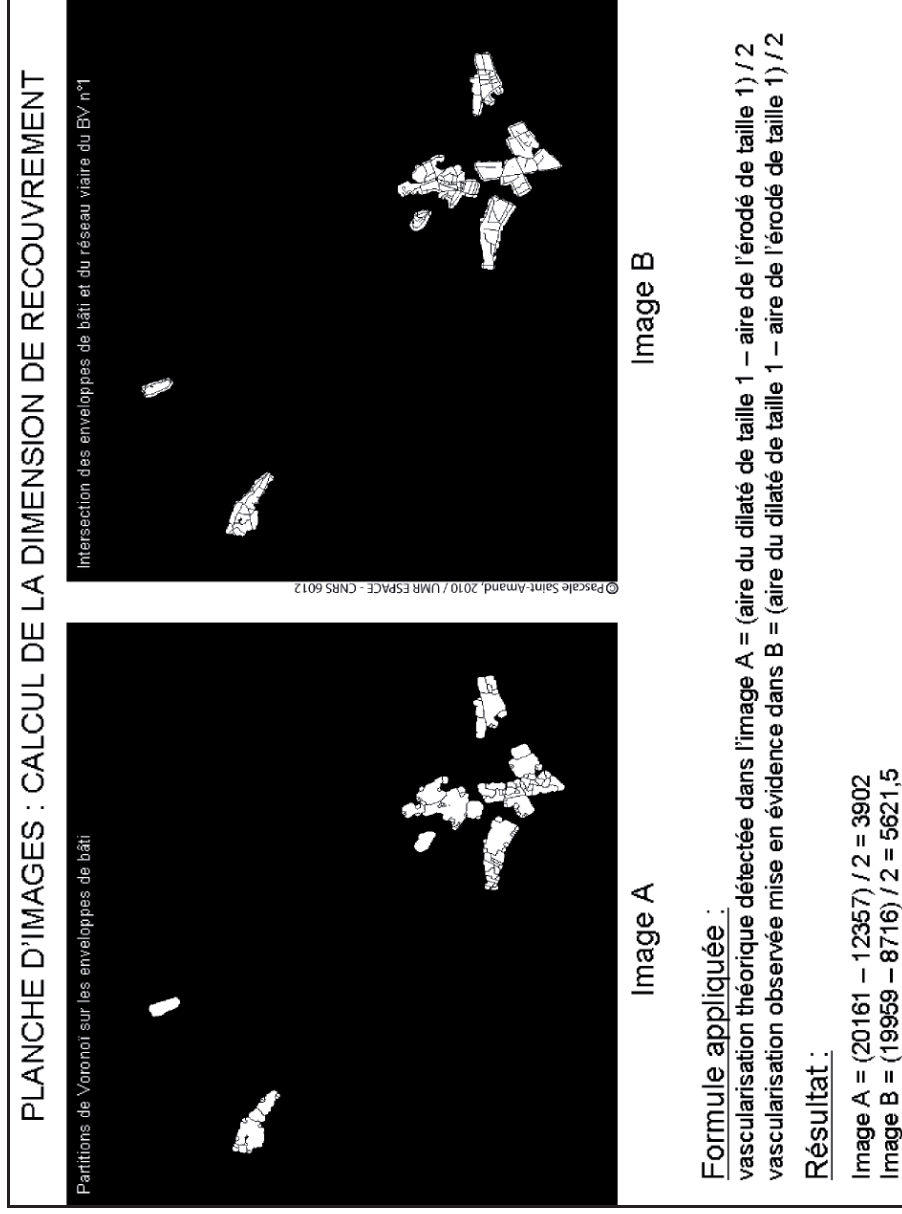 PLANCHE D'IMAGES : CALCUL DE LA DIMENSION DE RECOUVREMENT
Partitions de Voronoï sur les enveloppes de bâti
Image A
© Pascale Saint-Amand, 2010 / UMR ESPACE - CNRS 6012
Intersection des enveloppes de bâti et du réseau viaire du BV n°1
Image B
Formule appliquée :
vascularisation théorique détectée dans l'image A = (aire du dilaté de taille 1 – aire de l'érodé de taille 1) / 2
vascularisation observée mise en évidence dans B = (aire du dilaté de taille 1 – aire de l'érodé de taille 1) / 2
Résultat :
Image A = (20161 – 12357) / 2 = 3902
Image B = (19959 – 8716) / 2 = 5621,5